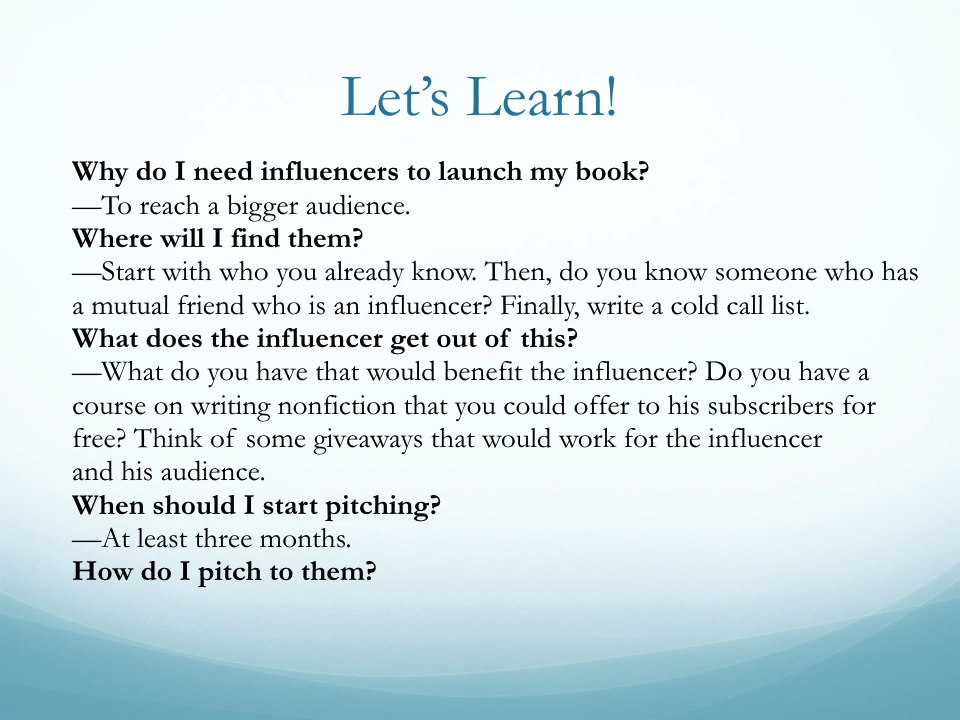 Let’s Learn!
Why do I need influencers to launch my book?
—To reach a bigger audience.
Where will I find them?
—Start with who you already know. Then, do you know someone who has
a mutual friend who is an influencer? Finally, write a cold call list.
What does the influencer get out of this?
—What do you have that would benefit the influencer? Do you have a
course on writing nonfiction that you could offer to his subscribers for
free? Think of some giveaways that would work for the influencer
and his audience.
When should I start pitching?
—At least three months.
How do I pitch to them?